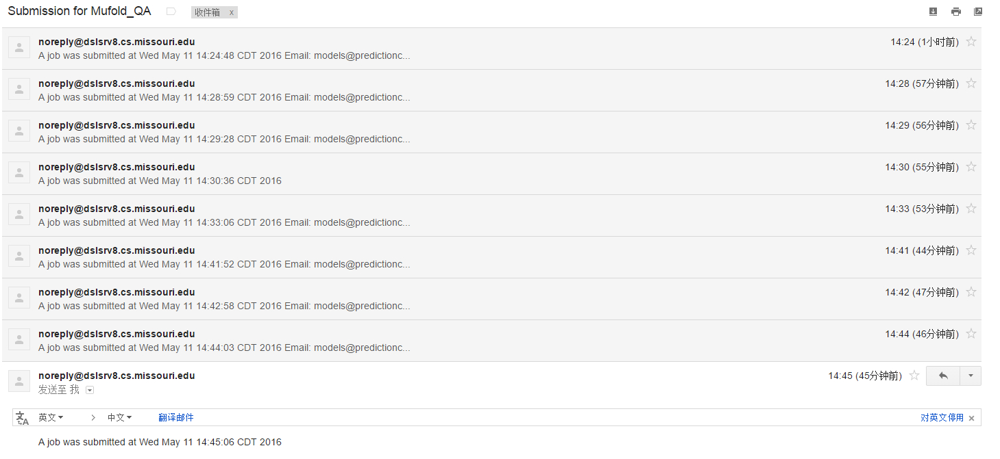 Submission for Mufold_QA 收件箱 x
noreply@dslsrv8.cs.missouri.edu 14:24 (1小时前)
A job was submitted at Wed May 11 14:24:48 CDT 2016 Email: models@predictionc...
noreply@dslsrv8.cs.missouri.edu 14:28 (57分钟前)
A job was submitted at Wed May 11 14:28:59 CDT 2016 Email: models@predictionc...
noreply@dslsrv8.cs.missouri.edu 14:29 (56分钟前)
A job was submitted at Wed May 11 14:29:28 CDT 2016 Email: models@predictionc...
noreply@dslsrv8.cs.missouri.edu 14:30 (55分钟前)
A job was submitted at Wed May 11 14:30:36 CDT 2016
noreply@dslsrv8.cs.missouri.edu 14:33 (53分钟前)
A job was submitted at Wed May 11 14:33:06 CDT 2016 Email: models@predictionc...
noreply@dslsrv8.cs.missouri.edu 14:41 (44分钟前)
A job was submitted at Wed May 11 14:41:52 CDT 2016 Email: models@predictionc...
noreply@dslsrv8.cs.missouri.edu 14:42 (47分钟前)
A job was submitted at Wed May 11 14:42:58 CDT 2016 Email: models@predictionc...
noreply@dslsrv8.cs.missouri.edu 14:44 (46分钟前)
A job was submitted at Wed May 11 14:44:03 CDT 2016 Email: models@predictionc...
noreply@dslsrv8.cs.missouri.edu 14:45 (45分钟前)
发送至 我
英文 > 中文 翻译邮件 对英文停用 ×
A job was submitted at Wed May 11 14:45:06 CDT 2016